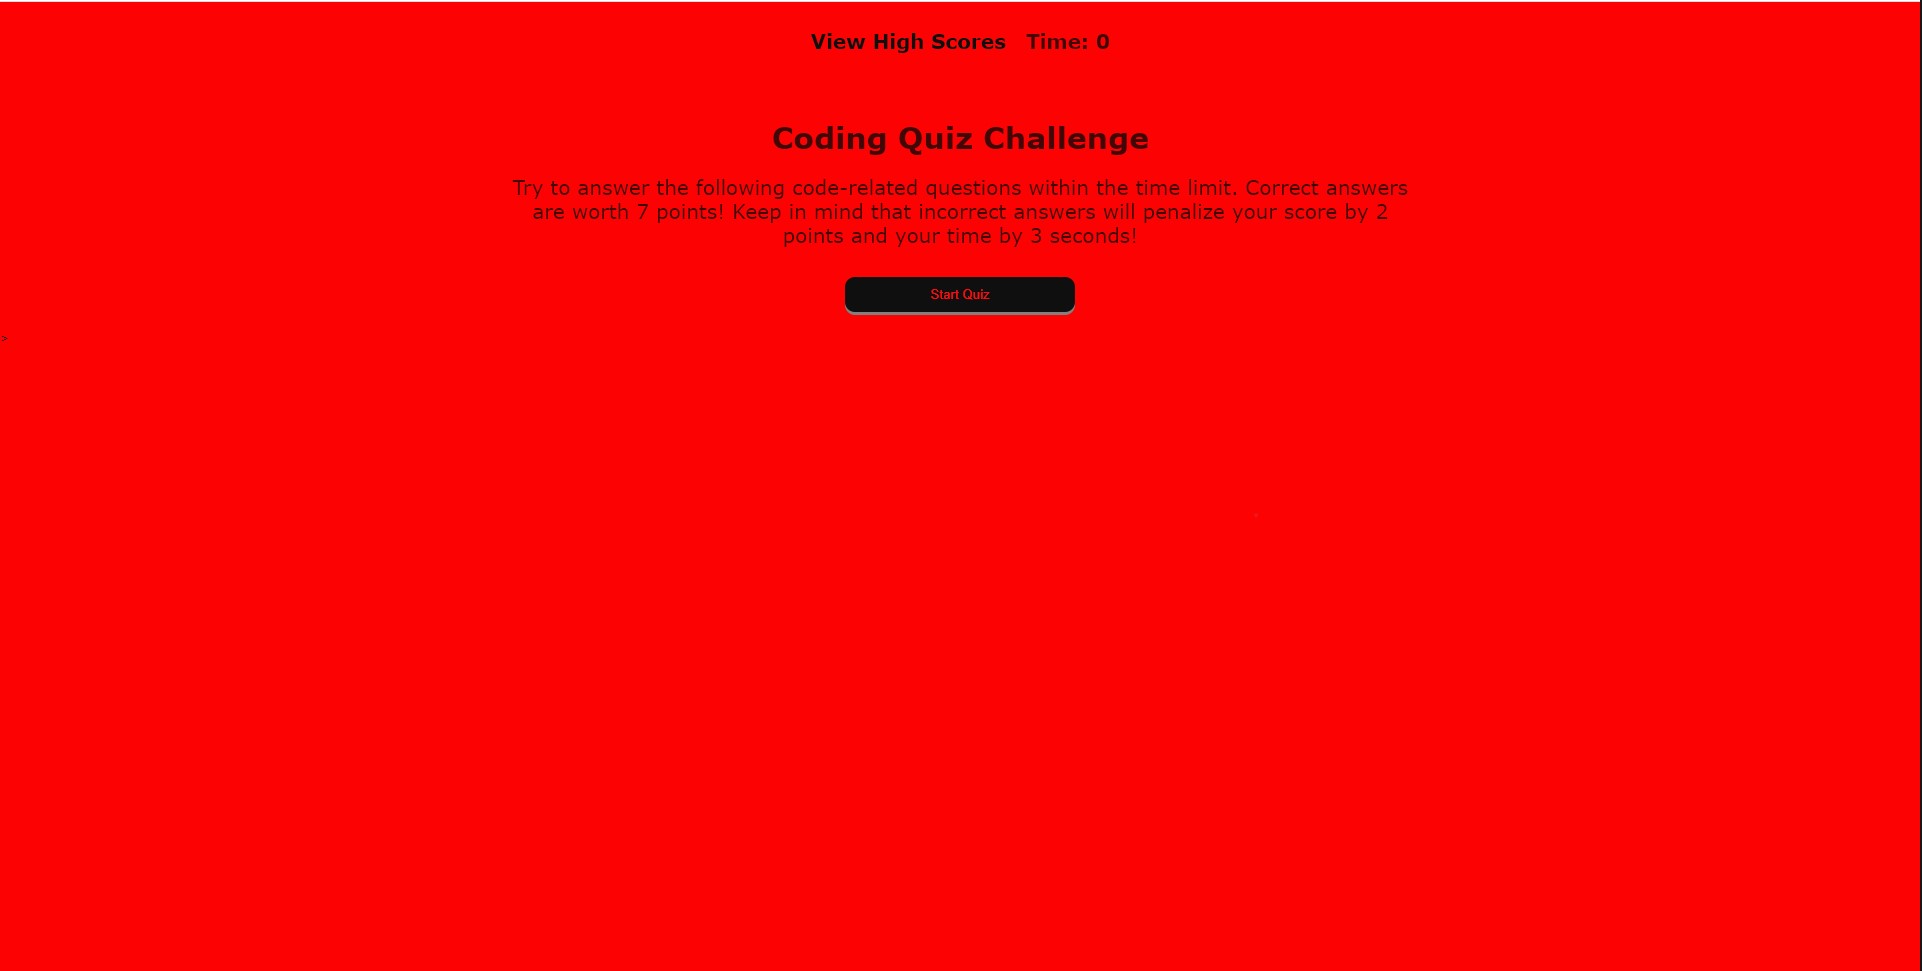 View High Scores Time: 0
Coding Quiz Challenge
Try to answer the following code-related questions within the time limit. Correct answers
are worth 7 points! Keep in mind that incorrect answers will penalize your score by 2
points and your time by 3 seconds!
Start Quiz
>